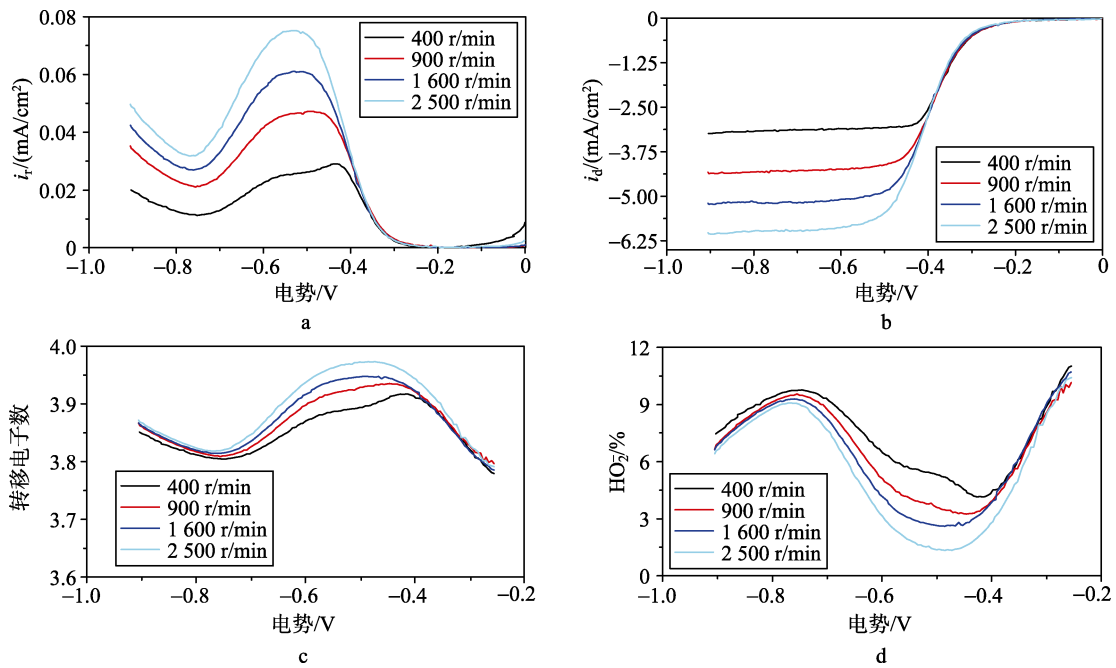 0.08
0.06
0.04
0.02
0
iᵣ/(mA/cm²)
400 r/min
900 r/min
1 600 r/min
2 500 r/min
−1.0 −0.8 −0.6 −0.4 −0.2 0
电势/V
a
0
−1.25
−2.50
−3.75
−5.00
−6.25
i_d/(mA/cm²)
400 r/min
900 r/min
1 600 r/min
2 500 r/min
−1.0 −0.8 −0.6 −0.4 −0.2 0
电势/V
b
4.0
3.9
3.8
3.7
3.6
转移电子数
400 r/min
900 r/min
1 600 r/min
2 500 r/min
−1.0 −0.8 −0.6 −0.4 −0.2
电势/V
c
12
9
6
3
0
HO₂⁻/%
400 r/min
900 r/min
1 600 r/min
2 500 r/min
−1.0 −0.8 −0.6 −0.4 −0.2
电势/V
d